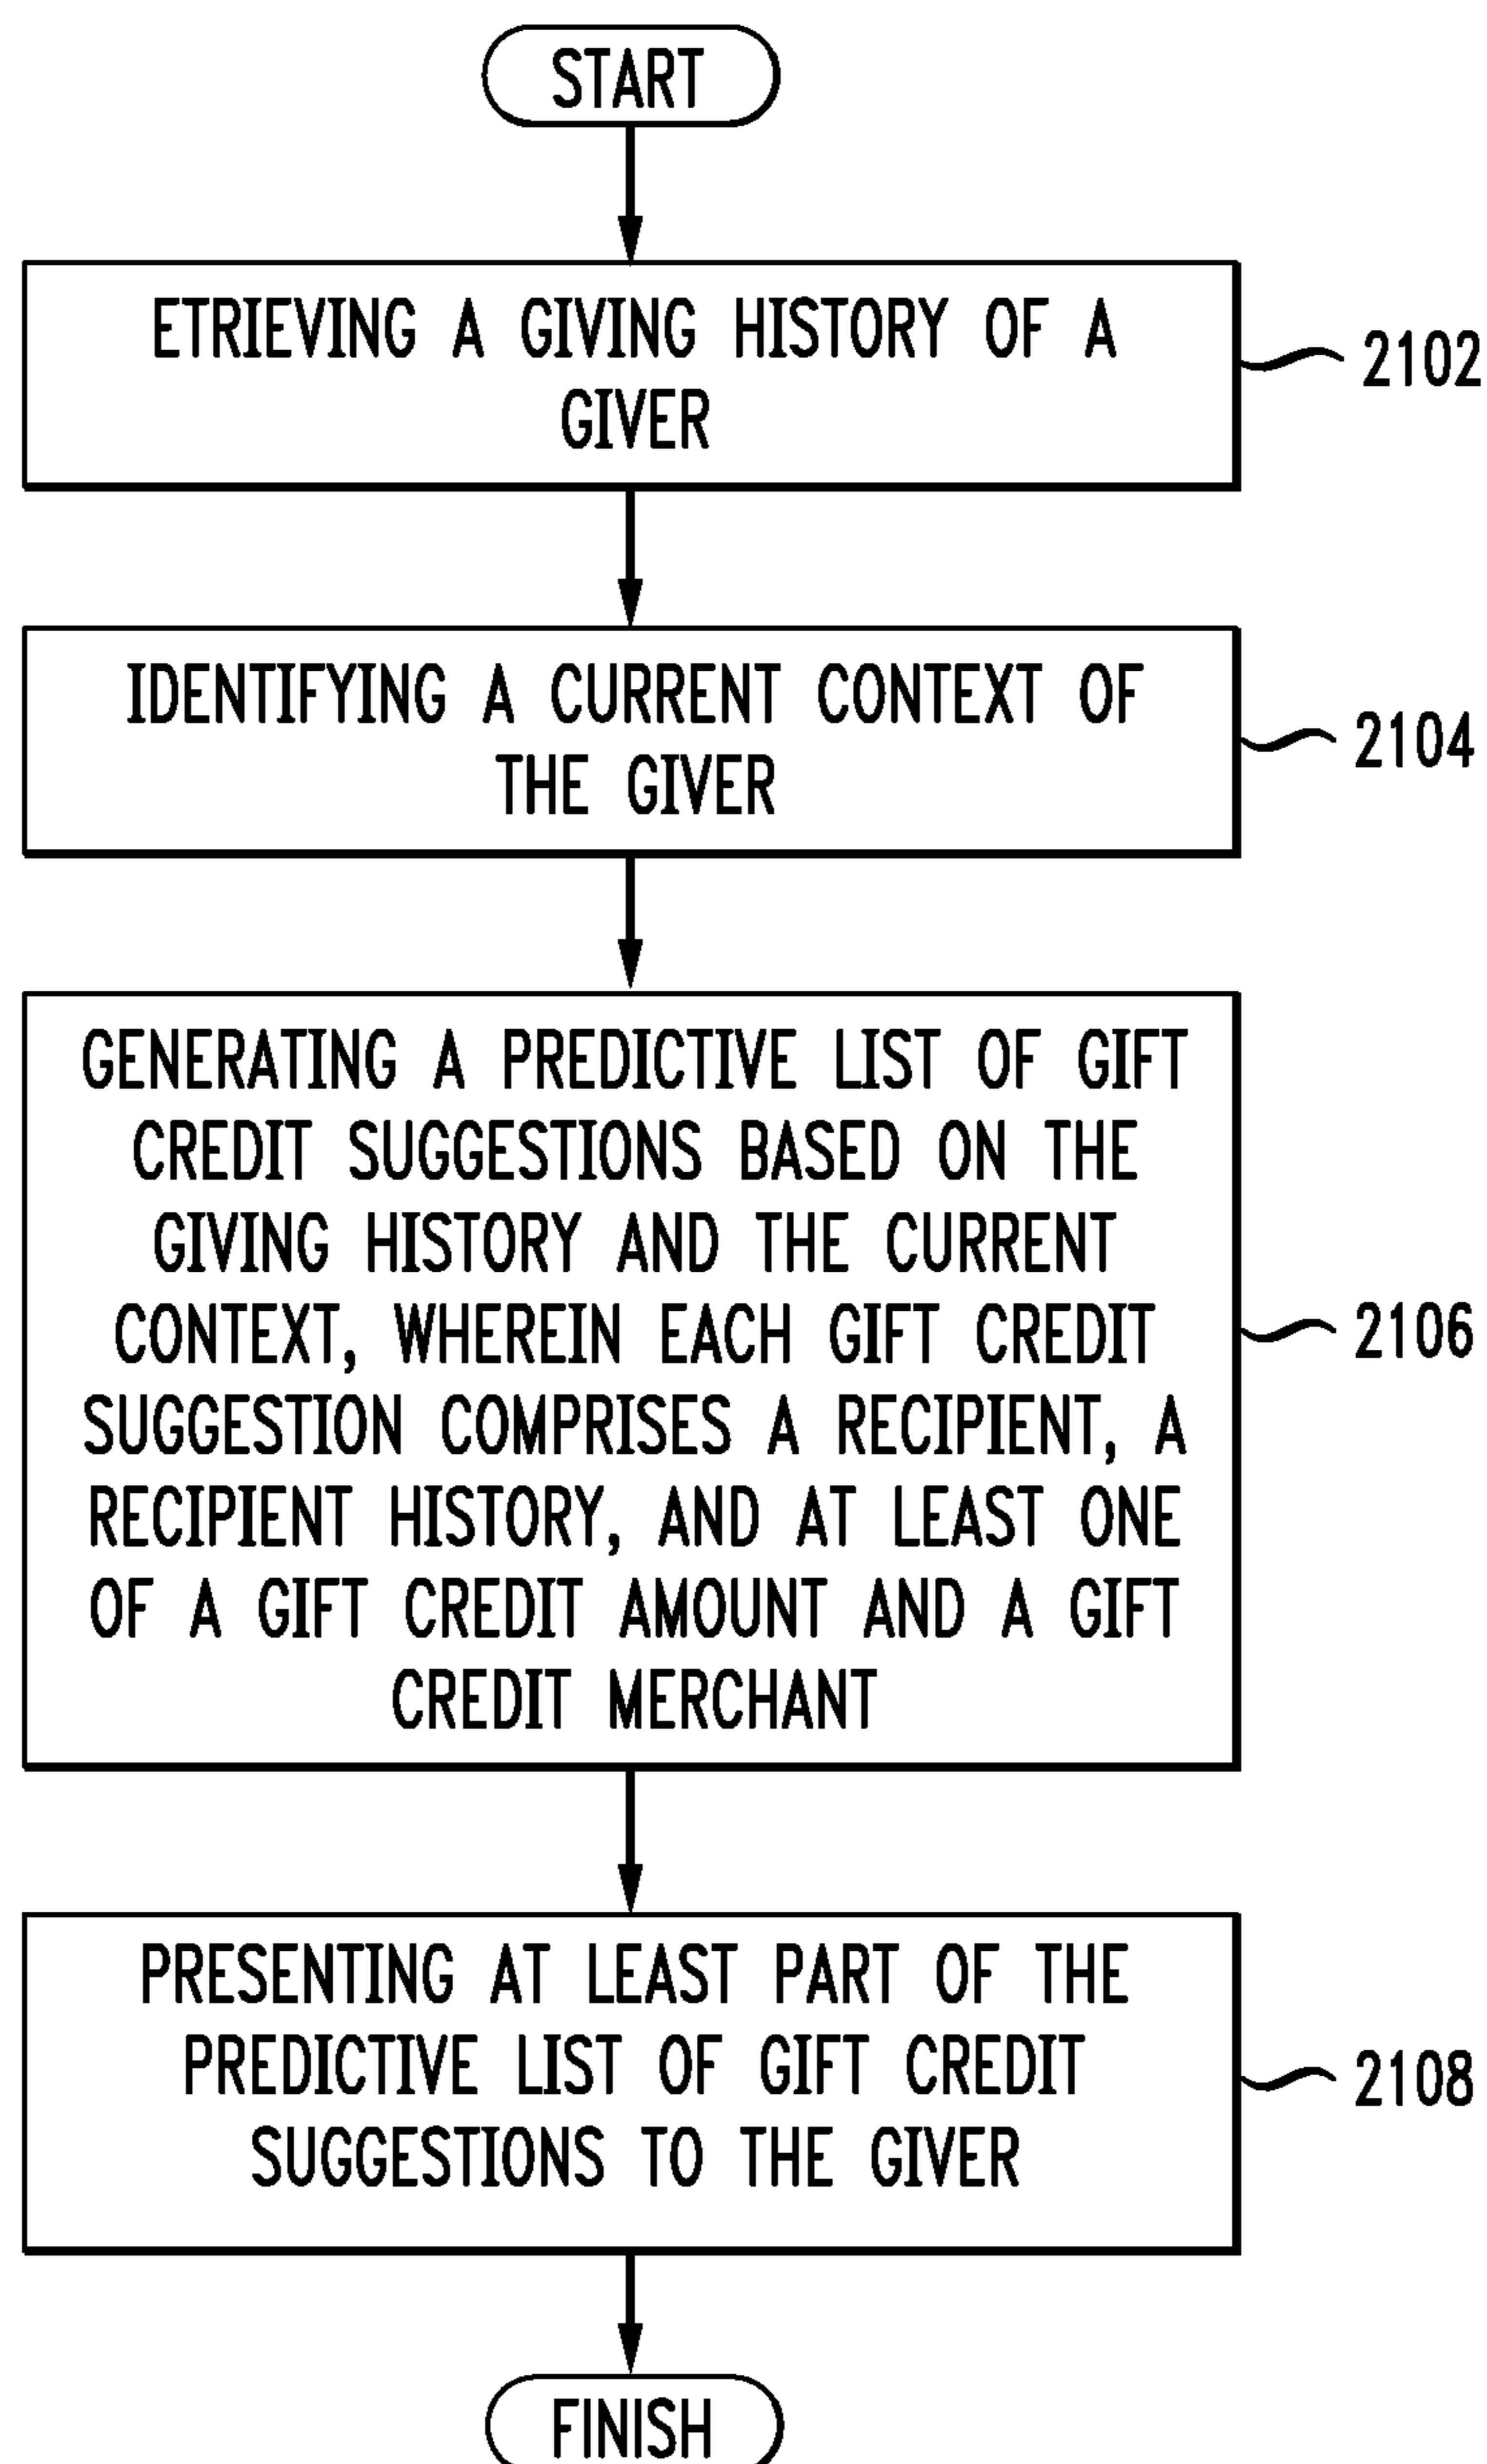 START
ETRIEVING A GIVING HISTORY OF A
GIVER
2102
IDENTIFYING A CURRENT CONTEXT OF
THE GIVER
2104
GENERATING A PREDICTIVE LIST OF GIFT
CREDIT SUGGESTIONS BASED ON THE
GIVING HISTORY AND THE CURRENT
CONTEXT, WHEREIN EACH GIFT CREDIT
SUGGESTION COMPRISES A RECIPIENT, A
RECIPIENT HISTORY, AND AT LEAST ONE
OF A GIFT CREDIT AMOUNT AND A GIFT
CREDIT MERCHANT
2106
PRESENTING AT LEAST PART OF THE
PREDICTIVE LIST OF GIFT CREDIT
SUGGESTIONS TO THE GIVER
2108
FINISH